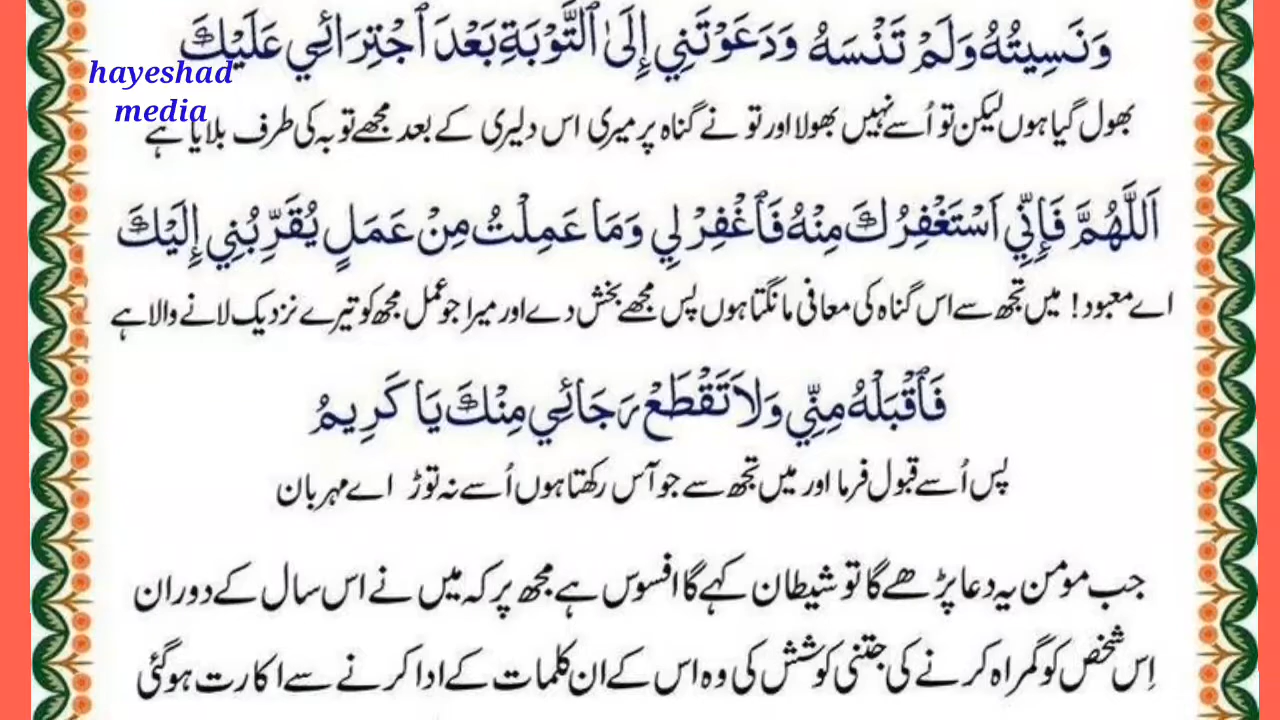 وَنَسِيتُهُ وَلَمْ تَنْسَهُ وَدَعَوْتَنِي إِلَىٰ ٱلتَّوْبَةِ بَعْدَ ٱجْتِرَائِي عَلَيْكَ
hayeshad
media
بھول گیا ہوں لیکن تو اُسے نہیں بھولا اور تو نے گناہ پر میری اس دلیری کے بعد مجھے توبہ کی طرف بلایا ہے
اَللَّهُمَّ فَإِنِّي اَسْتَغْفِرُكَ مِنْهُ فَٱغْفِرْ لِي وَمَا عَمِلْتُ مِنْ عَمَلٍ يُقَرِّبُنِي إِلَيْكَ
اے معبود! میں تجھ سے اس گناہ کی معافی مانگتا ہوں پس مجھے بخش دے اور میرا جو عمل مجھ کو تیرے نزدیک لانے والا ہے
فَٱقْبَلْهُ مِنِّي وَلاَ تَقْطَعْ رَجَائِي مِنْكَ يَا كَرِيمُ
پس اُسے قبول فرما اور میں تجھ سے جو آس رکھتا ہوں اُسے نہ توڑ اے مہربان
جب مومن یہ دعا پڑھے گا تو شیطان کہے گا افسوس ہے مجھ پر کہ میں نے اس سال کے دوران
اِس شخص کو گمراہ کرنے کی جتنی کوشش کی وہ اس کے ان کلمات کے ادا کرنے سے اکارت ہوگئی